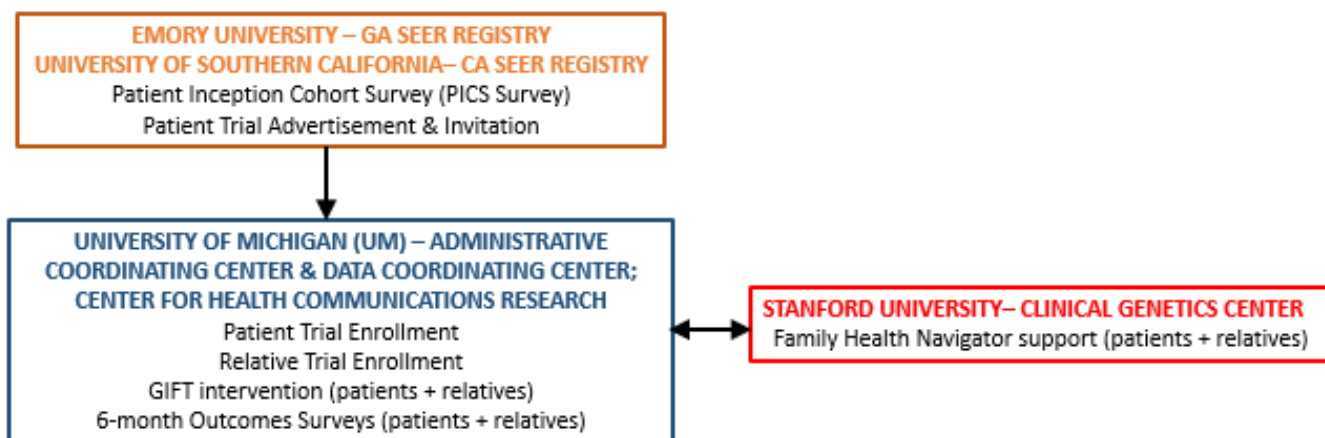 EMORY UNIVERSITY – GA SEER REGISTRY
UNIVERSITY OF SOUTHERN CALIFORNIA– CA SEER REGISTRY
Patient Inception Cohort Survey (PICS Survey)
Patient Trial Advertisement & Invitation
UNIVERSITY OF MICHIGAN (UM) – ADMINISTRATIVE
COORDINATING CENTER & DATA COORDINATING CENTER;
CENTER FOR HEALTH COMMUNICATIONS RESEARCH
Patient Trial Enrollment
Relative Trial Enrollment
GIFT intervention (patients + relatives)
6-month Outcomes Surveys (patients + relatives)
STANFORD UNIVERSITY– CLINICAL GENETICS CENTER
Family Health Navigator support (patients + relatives)